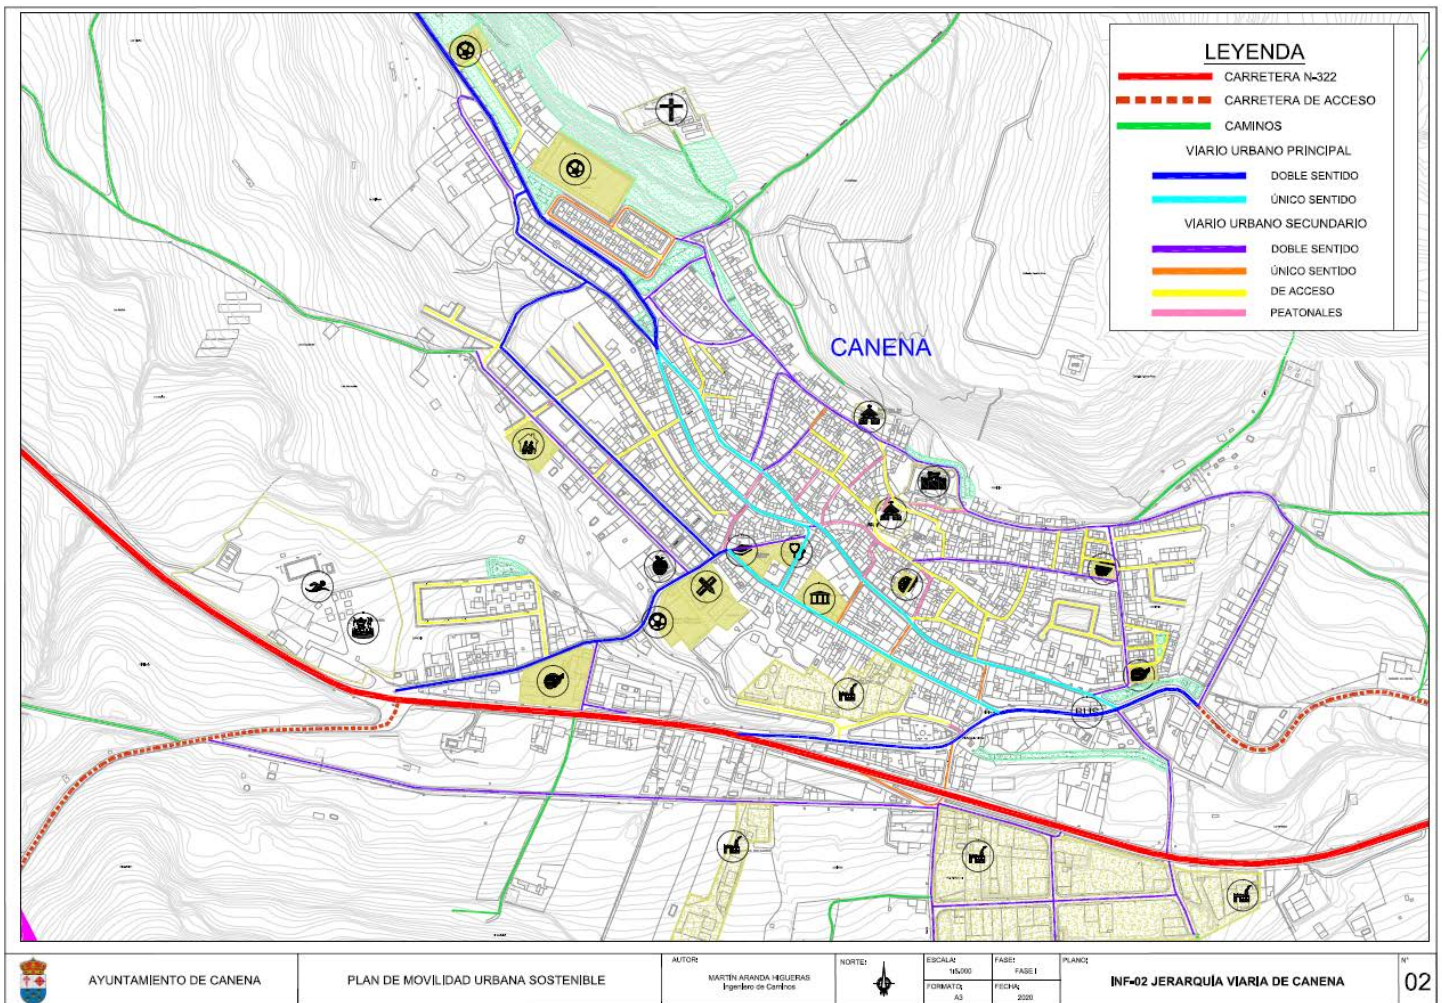 LEYENDA
CARRETERA N-322
CARRETERA DE ACCESO
CAMINOS
VIARIO URBANO PRINCIPAL
DOBLE SENTIDO
ÚNICO SENTIDO
VIARIO URBANO SECUNDARIO
DOBLE SENTIDO
ÚNICO SENTIDO
DE ACCESO
PEATONALES
CANENA
BUS
AYUNTAMIENTO DE CANENA
PLAN DE MOVILIDAD URBANA SOSTENIBLE
AUTOR:
MARTÍN ARANDA HIGUERAS
Ingeniero de Caminos
NORTE:
ESCALA:
1:5.000
FORMATO:
A3
FASE:
FASE I
FECHA:
2020
PLANO:
INF-02 JERARQUÍA VIARIA DE CANENA
Nº
02